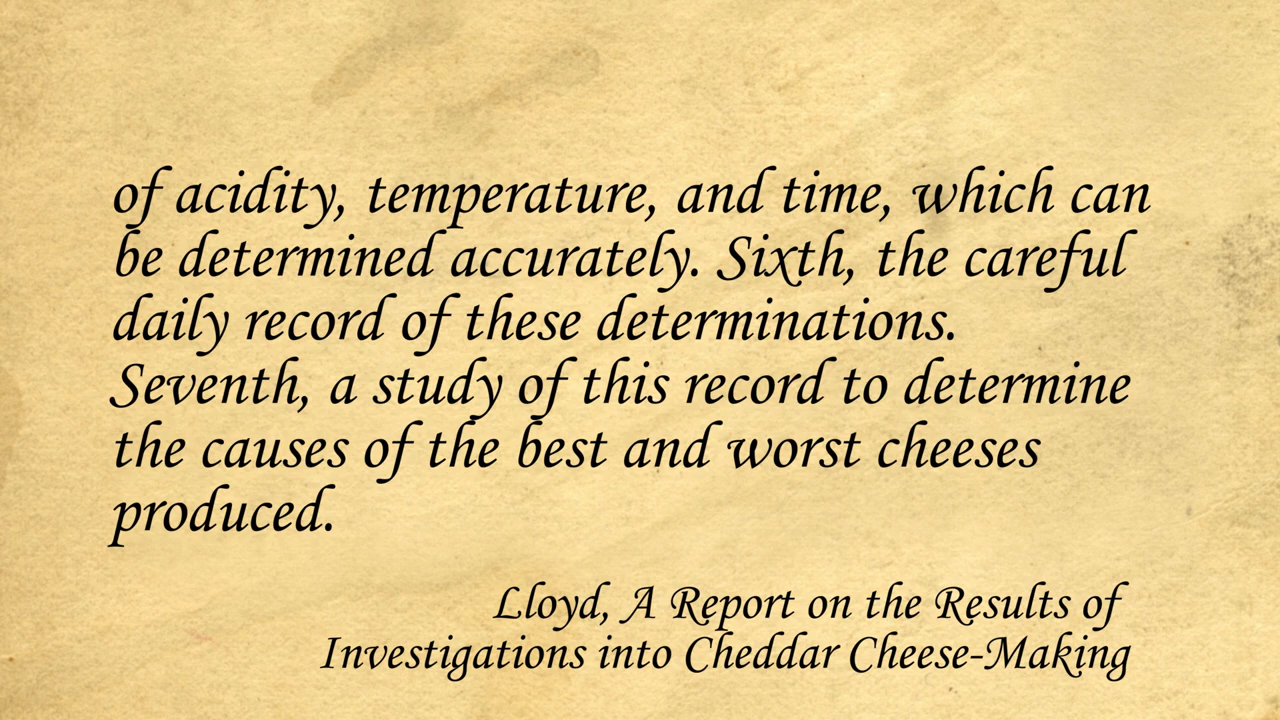 of acidity, temperature, and time, which can
be determined accurately. Sixth, the careful
daily record of these determinations.
Seventh, a study of this record to determine
the causes of the best and worst cheeses
produced.
Lloyd, A Report on the Results of
Investigations into Cheddar Cheese-Making